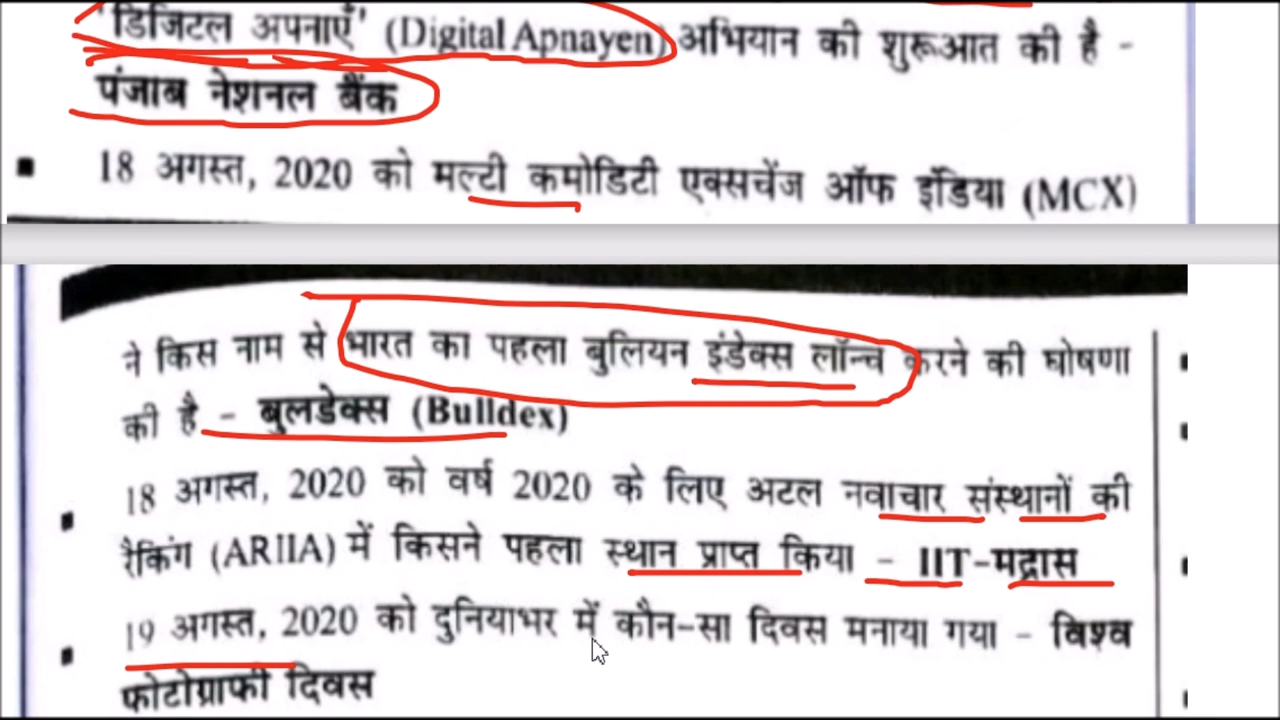 'डिजिटल अपनाएँ' (Digital Apnayen) अभियान की शुरूआत की है -
पंजाब नेशनल बैंक
18 अगस्त, 2020 को मल्टी कमोडिटी एक्सचेंज ऑफ इंडिया (MCX)
ने किस नाम से भारत का पहला बुलियन इंडेक्स लॉन्च करने की घोषणा
की है - बुलडेक्स (Bulldex)
18 अगस्त, 2020 को वर्ष 2020 के लिए अटल नवाचार संस्थानों की
रैंकिंग (ARIIA) में किसने पहला स्थान प्राप्त किया - IIT-मद्रास
19 अगस्त, 2020 को दुनियाभर में कौन-सा दिवस मनाया गया - विश्व
फोटोग्राफी दिवस